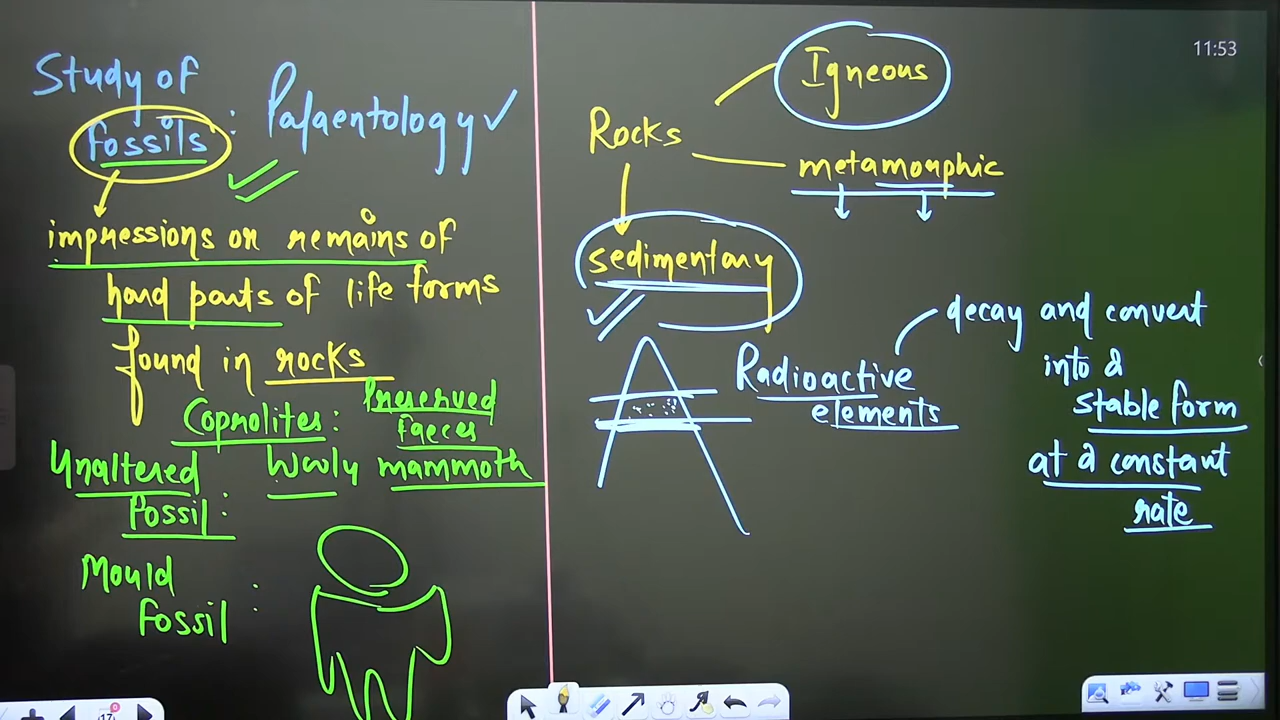 Study of
fossils : Palaentology ✓
impressions or remains of
hard parts of life forms
found in rocks
Coprolites: Preserved
faeces
Unaltered Wooly mammoth
Fossil:
Mould
fossil :
11:53
Igneous
Rocks
metamorphic
sedimentary
decay and convert
into a
stable form
at a constant
rate
Radioactive
elements
17